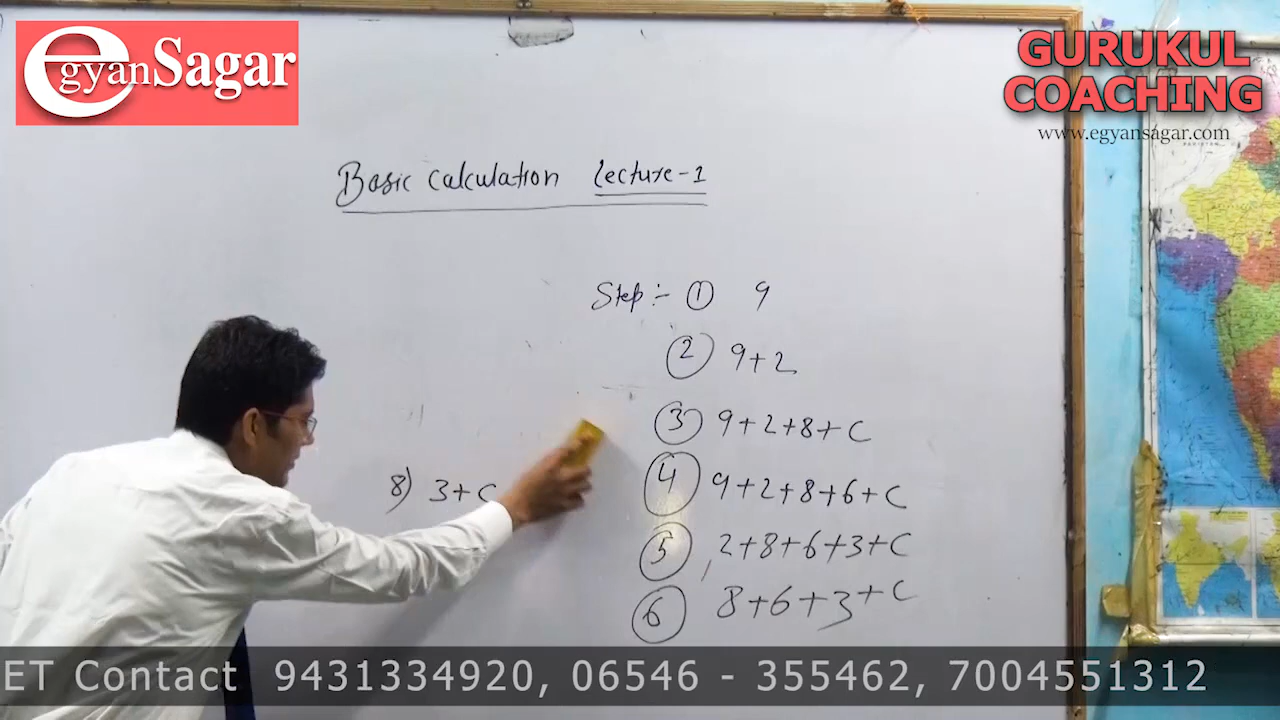 egyanSagar
GURUKUL
COACHING
www.egyansagar.com
Basic Calculation Lecture-1
Step:- ① 9
② 9+2
③ 9+2+8+C
④ 9+2+8+6+C
8) 3+C
⑤ 2+8+6+3+C
⑥ 8+6+3+C
ET Contact 9431334920, 06546 - 355462, 7004551312